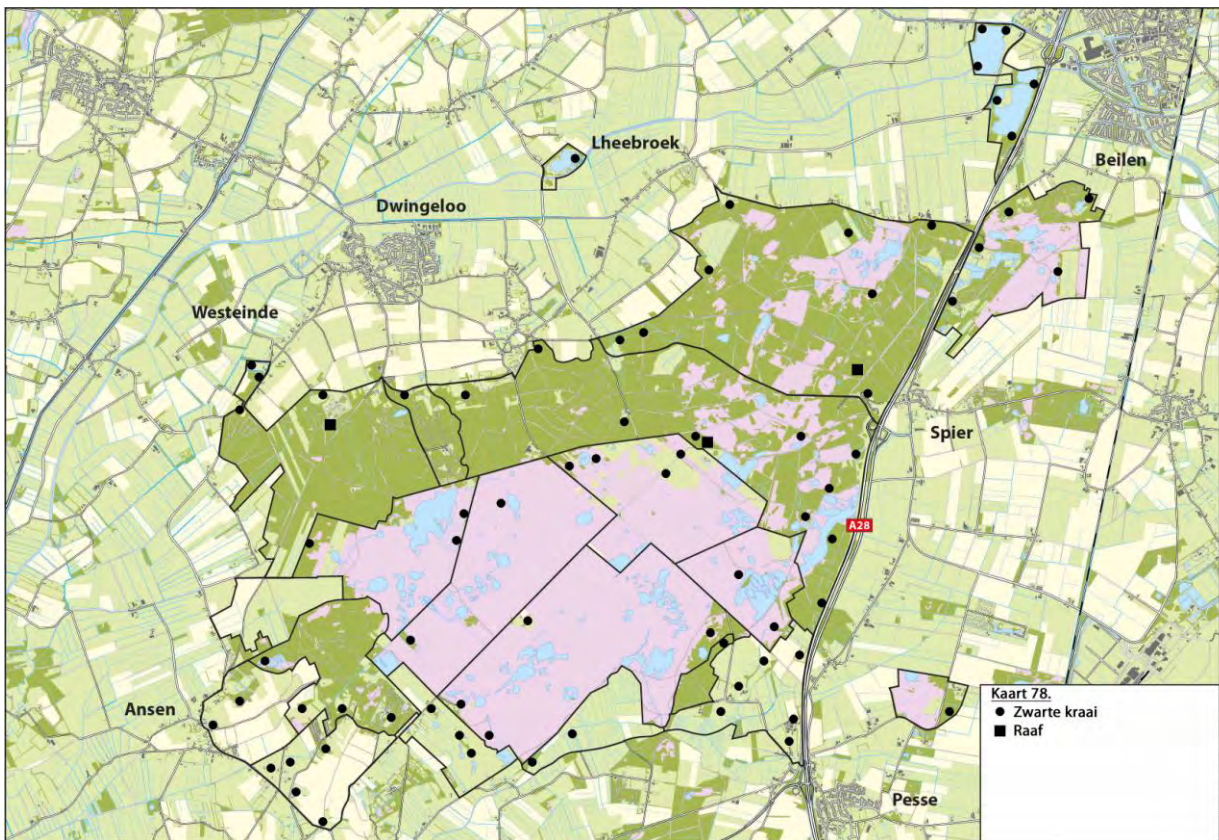 Lheebroek
Beilen
Dwingeloo
Westeinde
Spier
A28
Ansen
Pesse
Kaart 78.
Zwarte kraai
Raaf